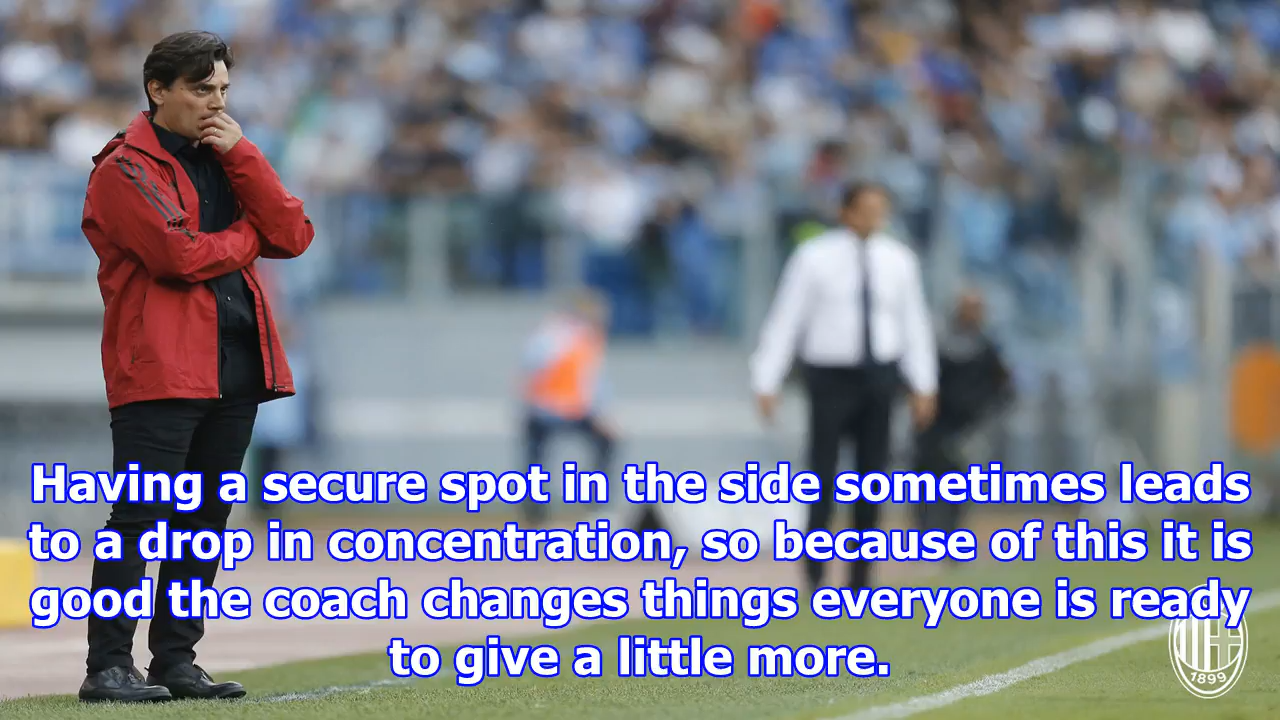 Having a secure spot in the side sometimes leads
to a drop in concentration, so because of this it is
good the coach changes things everyone is ready
to give a little more.
1899